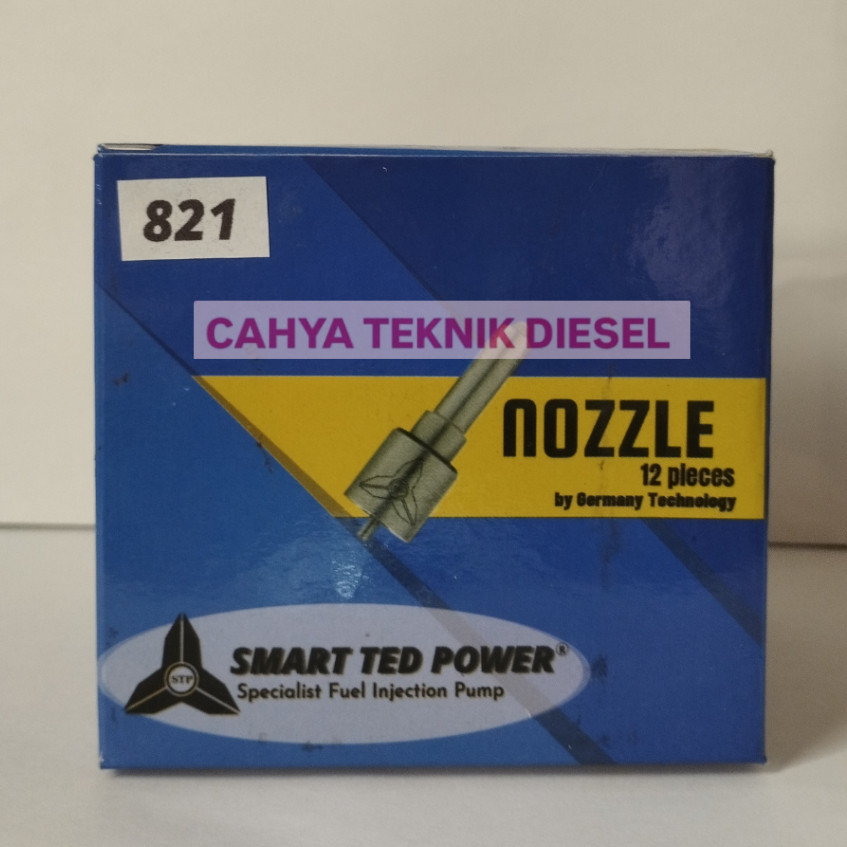 821
CAHYA TEKNIK DIESEL
NOZZLE
12 pieces
by Germany Technology
STP
SMART TED POWER®
Specialist Fuel Injection Pump